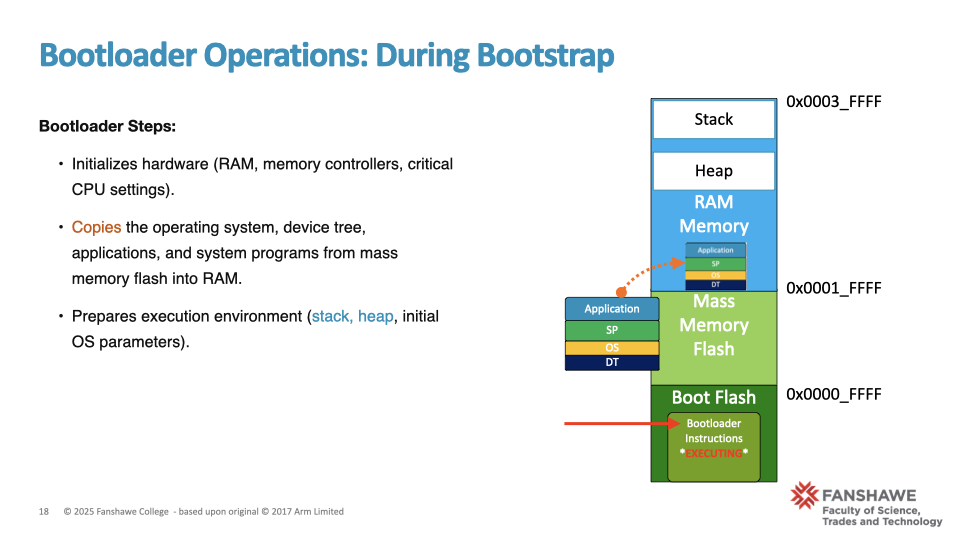 Bootloader Operations: During Bootstrap
Bootloader Steps:
• Initializes hardware (RAM, memory controllers, critical
CPU settings).
• Copies the operating system, device tree,
applications, and system programs from mass
memory flash into RAM.
• Prepares execution environment (stack, heap, initial
OS parameters).
0x0003_FFFF
Stack
Heap
RAM
Memory
Application
SP
OS
DT
0x0001_FFFF
Mass
Memory
Flash
Application
SP
OS
DT
0x0000_FFFF
Boot Flash
Bootloader
Instructions
*EXECUTING*
18 © 2025 Fanshawe College - based upon original © 2017 Arm Limited
FANSHAWE
Faculty of Science,
Trades and Technology